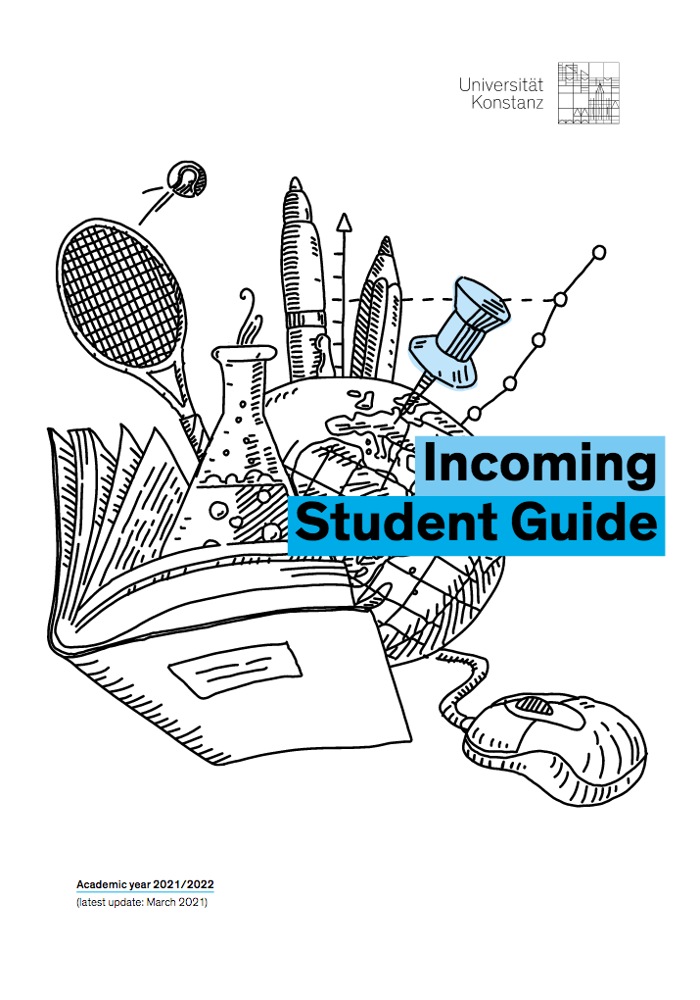 Universität
Konstanz
Incoming
Student Guide
Academic year 2021/2022
(latest update: March 2021)